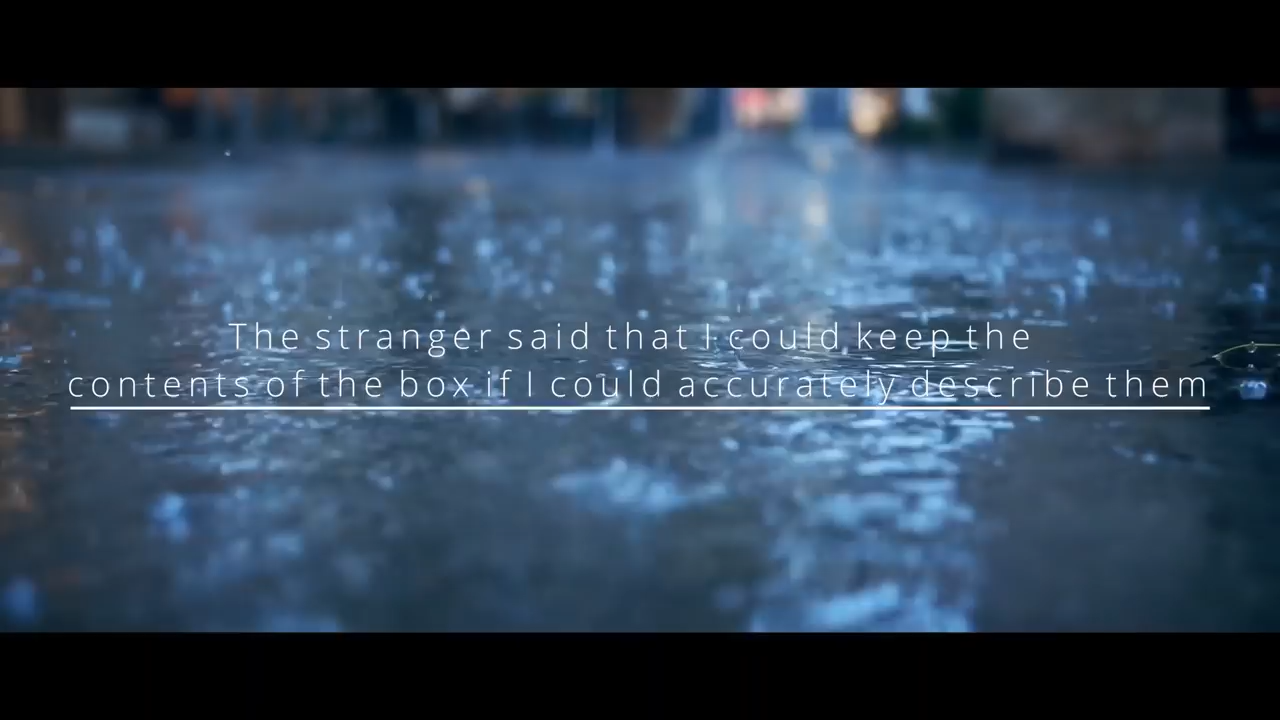 The stranger said that I could keep the
contents of the box if I could accurately describe them